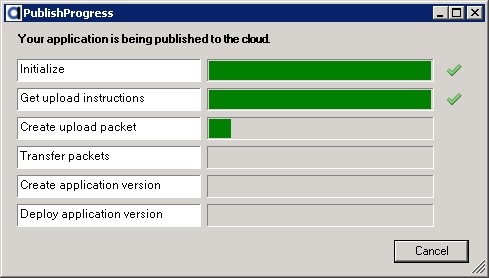 PublishProgress
Your application is being published to the cloud.
Initialize
Get upload instructions
Create upload packet
Transfer packets
Create application version
Deploy application version
Cancel